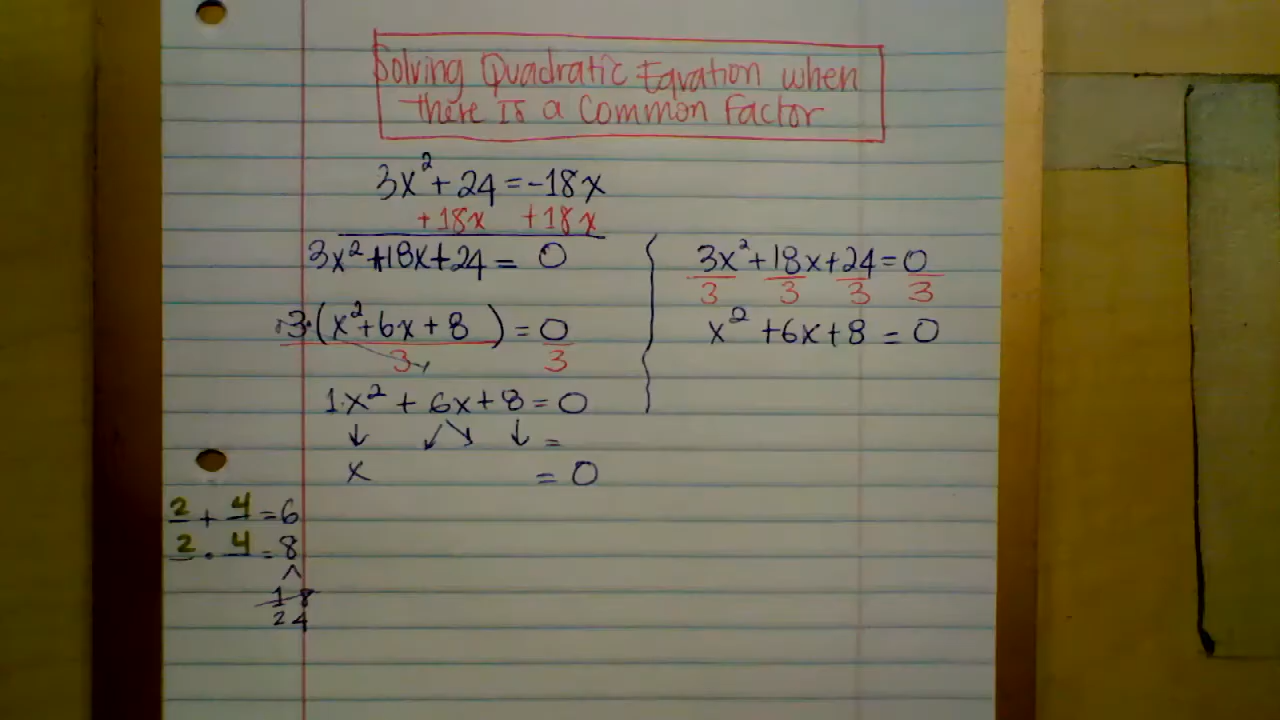 Solving Quadratic Equation when
there Is a Common Factor
3x²+24=-18x
+18x +18x
3x²+18x+24= 0
3·(x²+6x+8)=0
3 3
1x²+6x+8=0
↓ ↙↘ ↓ =
x =0
2+4=6
2.4=8
^
1 8
2 4
3x²+18x+24=0
3 3 3 3
x²+6x+8=0